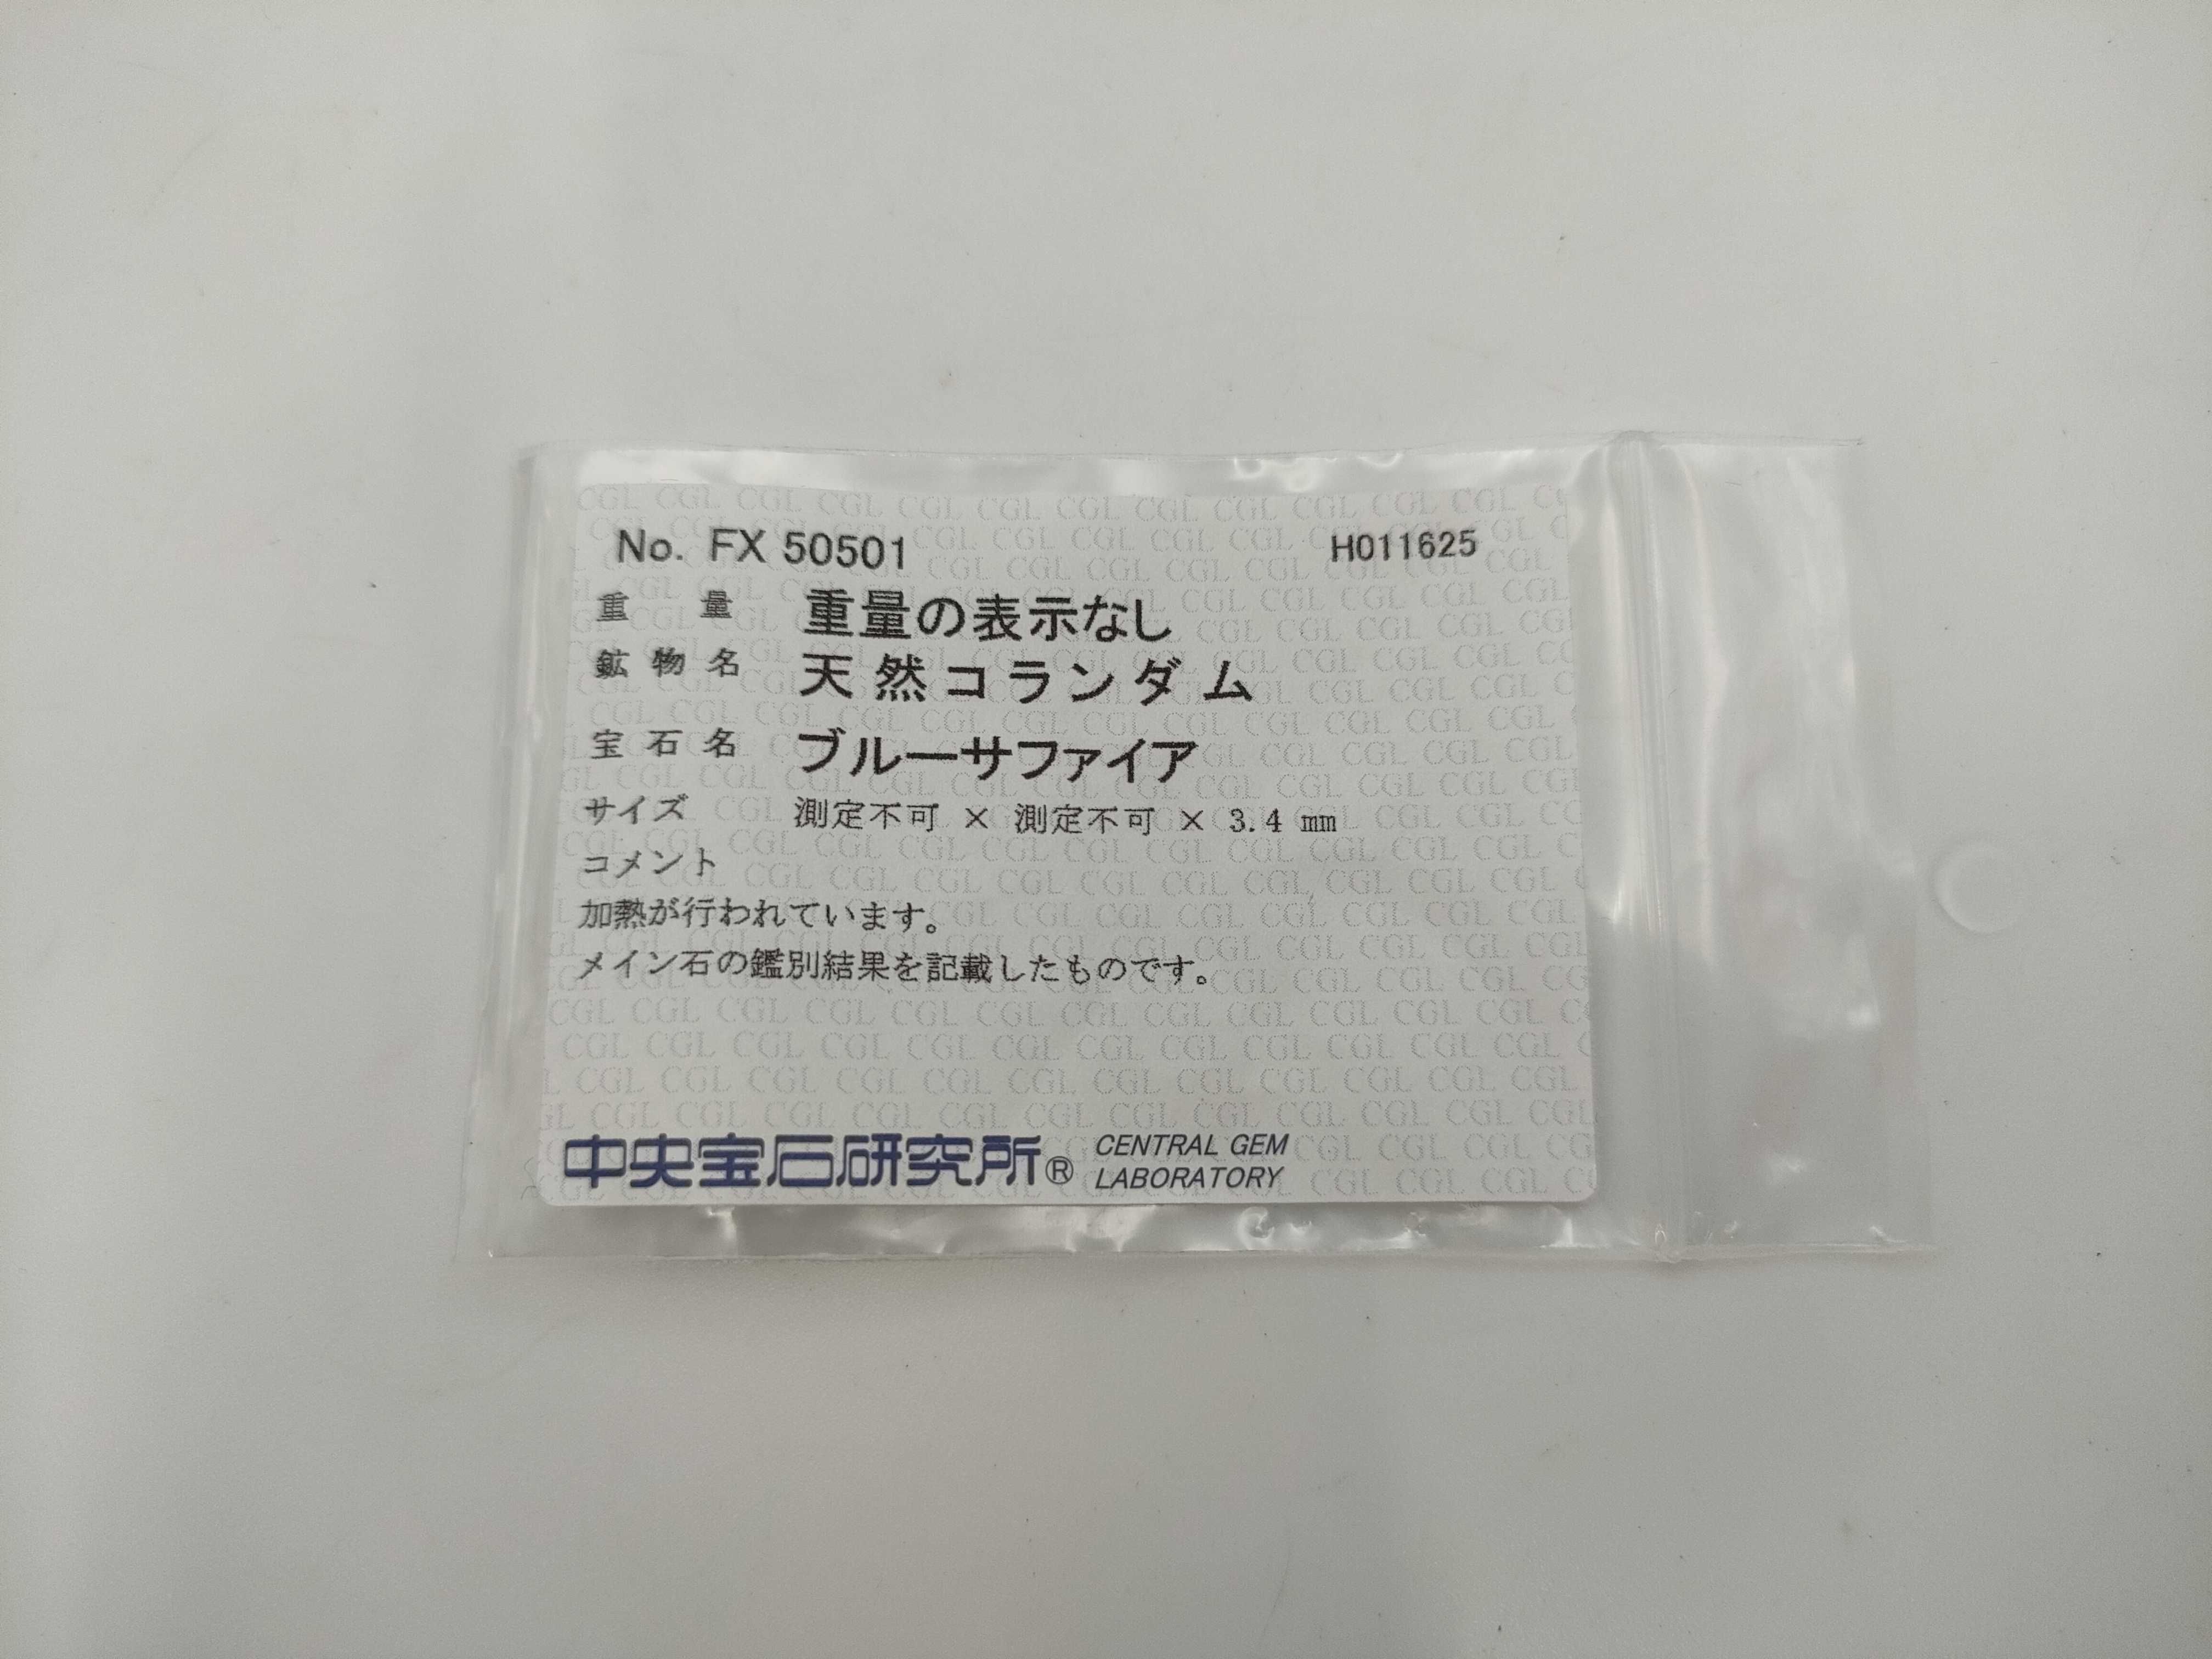 No. FX 50501 H011625
重量 重量の表示なし
鉱物名 天然コランダム
宝石名 ブルーサファイア
サイズ 測定不可 × 測定不可 × 3.4 mm
コメント
加熱が行われています。
メイン石の鑑別結果を記載したものです。
中央宝石研究所® CENTRAL GEM
LABORATORY